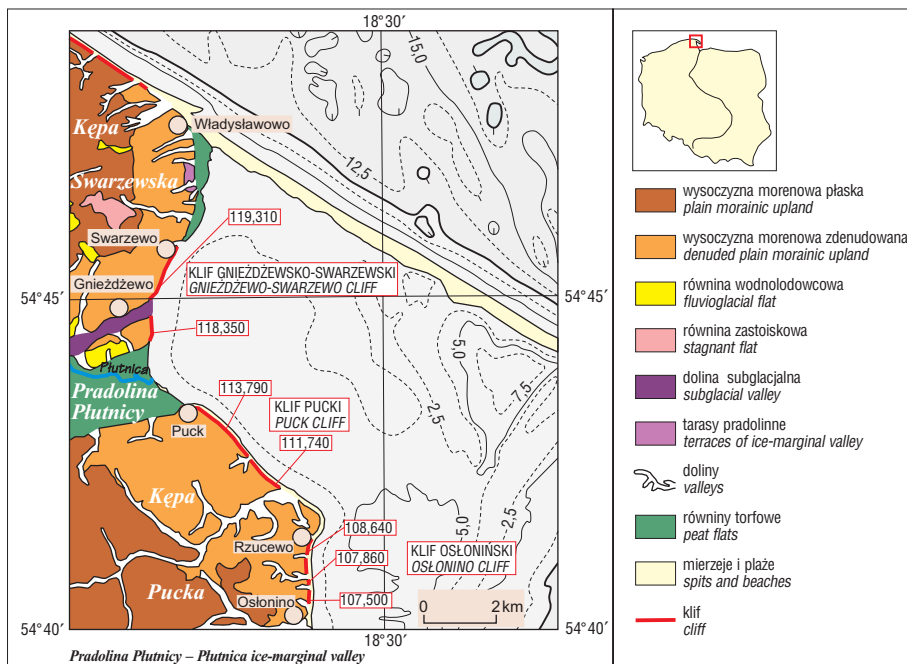 18°30′
15,0
Kępa
Władysławowo
12,5
Swarzewska
119,310
Swarzewo
KLIF GNIEŻDŻEWSKO-SWARZEWSKI
GNIEŻDŻEWO-SWARZEWO CLIFF
Gnieżdżewo
54°45′
54°45′
118,350
5,0
7,5
Płutnica
2,5
Pradolina
Płutnicy
113,790
KLIF PUCKI
PUCK CLIFF
Puck
111,740
Kępa
5,0
2,5
108,640
Rzucewo
KLIF OSŁONIŃSKI
OSŁONINO CLIFF
107,860
Pucka
Osłonino
107,500
0 2 km
54°40′
54°40′
18°30′
Pradolina Płutnicy – Płutnica ice-marginal valley
wysoczyzna morenowa płaska
plain morainic upland
wysoczyzna morenowa zdenudowana
denuded plain morainic upland
równina wodnolodowcowa
fluvioglacial flat
równina zastoiskowa
stagnant flat
dolina subglacjalna
subglacial valley
tarasy pradolinne
terraces of ice-marginal valley
doliny
valleys
równiny torfowe
peat flats
mierzeje i plaże
spits and beaches
klif
cliff